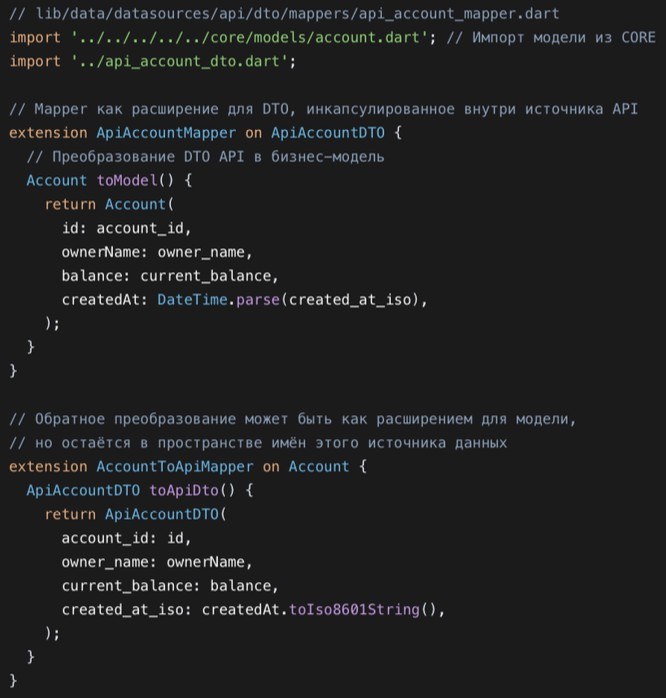 // lib/data/datasources/api/dto/mappers/api_account_mapper.dart
import '../../../../../core/models/account.dart'; // Импорт модели из CORE
import '../api_account_dto.dart';

// Mapper как расширение для DTO, инкапсулированное внутри источника API
extension ApiAccountMapper on ApiAccountDTO {
  // Преобразование DTO API в бизнес-модель
  Account toModel() {
    return Account(
      id: account_id,
      ownerName: owner_name,
      balance: current_balance,
      createdAt: DateTime.parse(created_at_iso),
    );
  }
}

// Обратное преобразование может быть как расширением для модели,
// но остаётся в пространстве имён этого источника данных
extension AccountToApiMapper on Account {
  ApiAccountDTO toApiDto() {
    return ApiAccountDTO(
      account_id: id,
      owner_name: ownerName,
      current_balance: balance,
      created_at_iso: createdAt.toIso8601String(),
    );
  }
}